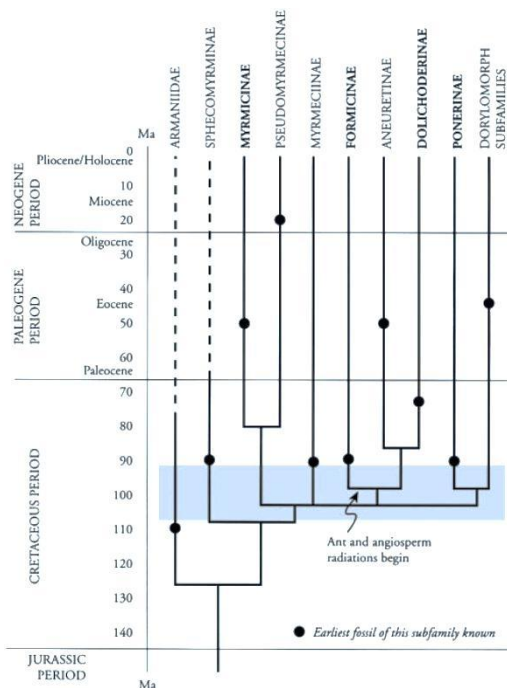 ARMANIIDAE
SPHECOMYRMINAE
MYRMICINAE
PSEUDOMYRMECINAE
MYRMECIINAE
FORMICINAE
ANEURETINAE
DOLICHODERINAE
PONERINAE
DORYLOMORPH
SUBFAMILIES
Ma
0
Pliocene/Holocene
10
Miocene
20
NEOGENE
PERIOD
Oligocene
30
40
Eocene
50
60
Paleocene
PALEOGENE
PERIOD
70
80
90
100
110
120
130
140
CRETACEOUS PERIOD
Ant and angiosperm
radiations begin
Earliest fossil of this subfamily known
JURASSIC
PERIOD
Ma